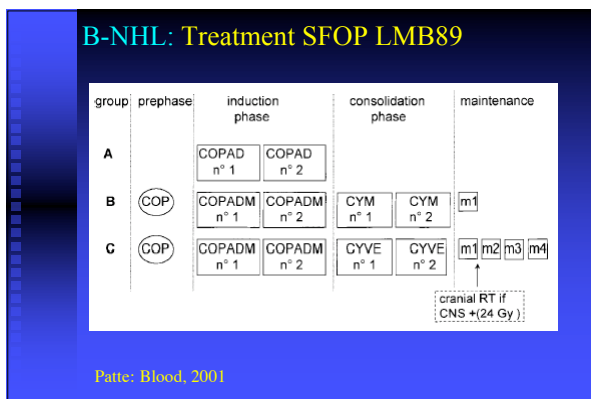 B-NHL: Treatment SFOP LMB89
group prephase induction phase consolidation phase maintenance
A COPAD n° 1 COPAD n° 2
B COP COPADM n° 1 COPADM n° 2 CYM n° 1 CYM n° 2 m1
C COP COPADM n° 1 COPADM n° 2 CYVE n° 1 CYVE n° 2 m1 m2 m3 m4
cranial RT if
CNS +(24 Gy )
Patte: Blood, 2001